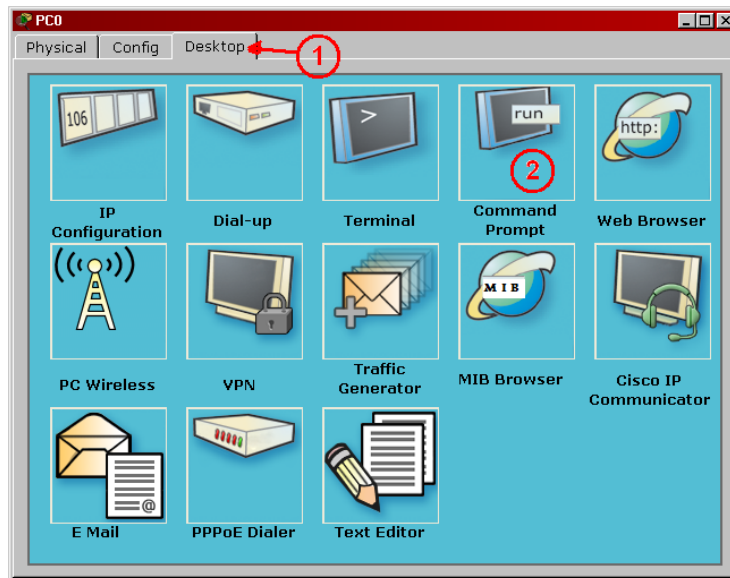 PC0
Physical
Config
Desktop
1
106
>
run
http:
2
IP
Configuration
Dial-up
Terminal
Command
Prompt
Web Browser
MIB
PC Wireless
VPN
Traffic
Generator
MIB Browser
Cisco IP
Communicator
@
E Mail
PPPoE Dialer
Text Editor